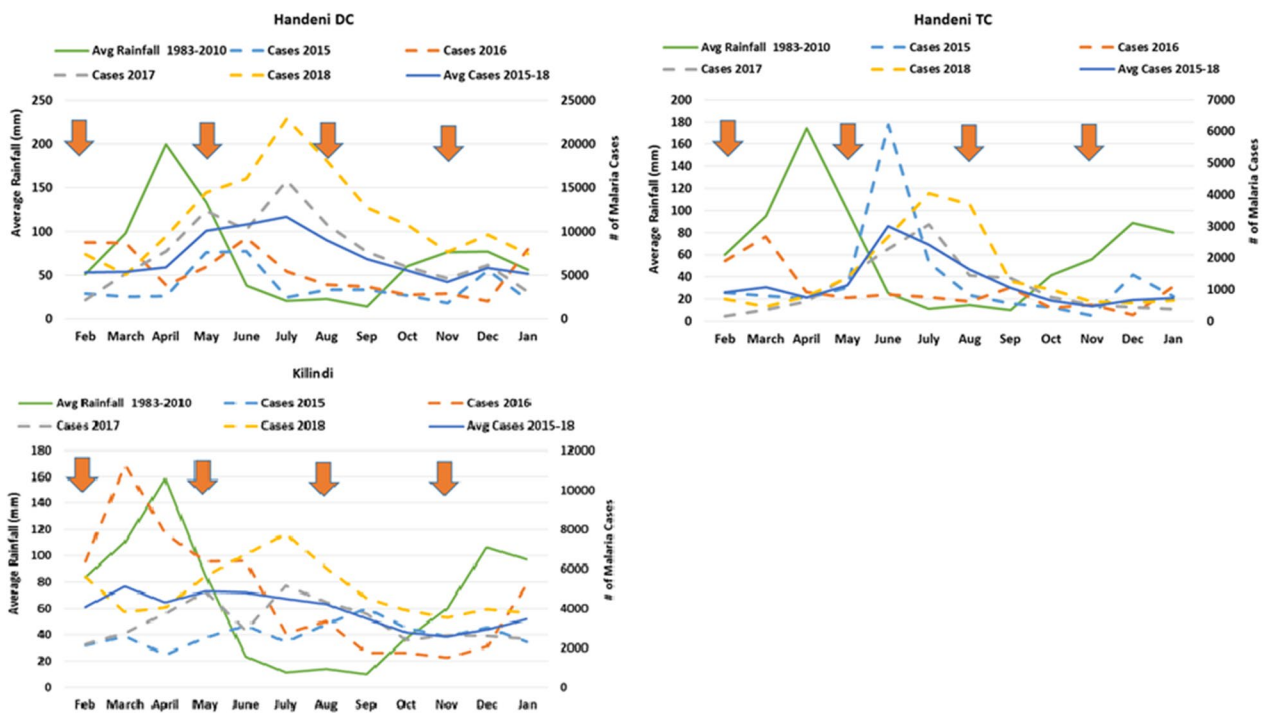 Handeni DC
Avg Rainfall 1983-2010 Cases 2015 Cases 2016
Cases 2017 Cases 2018 Avg Cases 2015-18
Average Rainfall (mm)
250
200
150
100
50
0
25000
20000
15000
10000
5000
0
# of Malaria Cases
Feb March April May June July Aug Sep Oct Nov Dec Jan
Handeni TC
Avg Rainfall 1983-2010 Cases 2015 Cases 2016
Cases 2017 Cases 2018 Avg Cases 2015-18
Average Rainfall (mm)
200
180
160
140
120
100
80
60
40
20
0
7000
6000
5000
4000
3000
2000
1000
0
# of Malaria Cases
Feb March April May June July Aug Sep Oct Nov Dec Jan
Kilindi
Avg Rainfall 1983-2010 Cases 2015 Cases 2016
Cases 2017 Cases 2018 Avg Cases 2015-18
Average Rainfall (mm)
180
160
140
120
100
80
60
40
20
0
12000
10000
8000
6000
4000
2000
0
# of Malaria Cases
Feb March April May June July Aug Sep Oct Nov Dec Jan